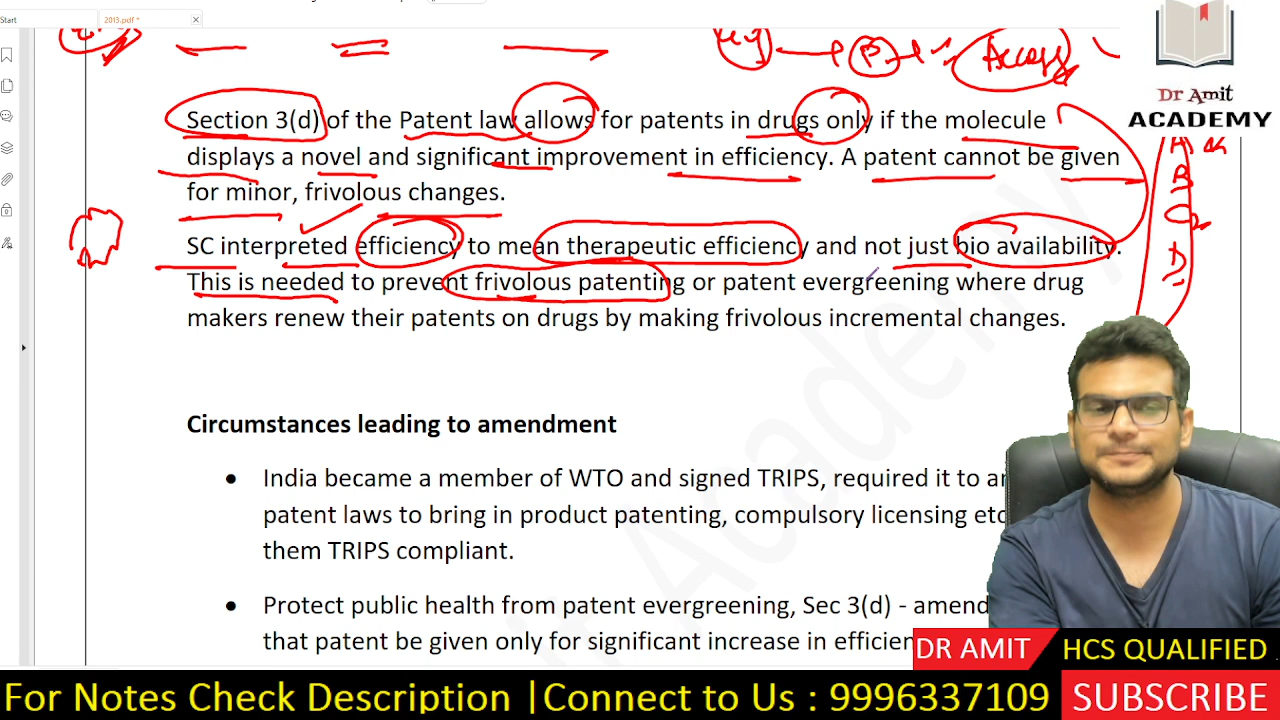 Start
2013.pdf *
Access
Dr Amit
ACADEMY
Section 3(d) of the Patent law allows for patents in drugs only if the molecule
displays a novel and significant improvement in efficiency. A patent cannot be given
for minor, frivolous changes.
SC interpreted efficiency to mean therapeutic efficiency and not just bio availability.
This is needed to prevent frivolous patenting or patent evergreening where drug
makers renew their patents on drugs by making frivolous incremental changes.
Circumstances leading to amendment
India became a member of WTO and signed TRIPS, required it to
patent laws to bring in product patenting, compulsory licensing
them TRIPS compliant.
Protect public health from patent evergreening, Sec 3(d) -
that patent be given only for significant increase in
DR AMIT HCS QUALIFIED
For Notes Check Description |Connect to Us : 9996337109 SUBSCRIBE